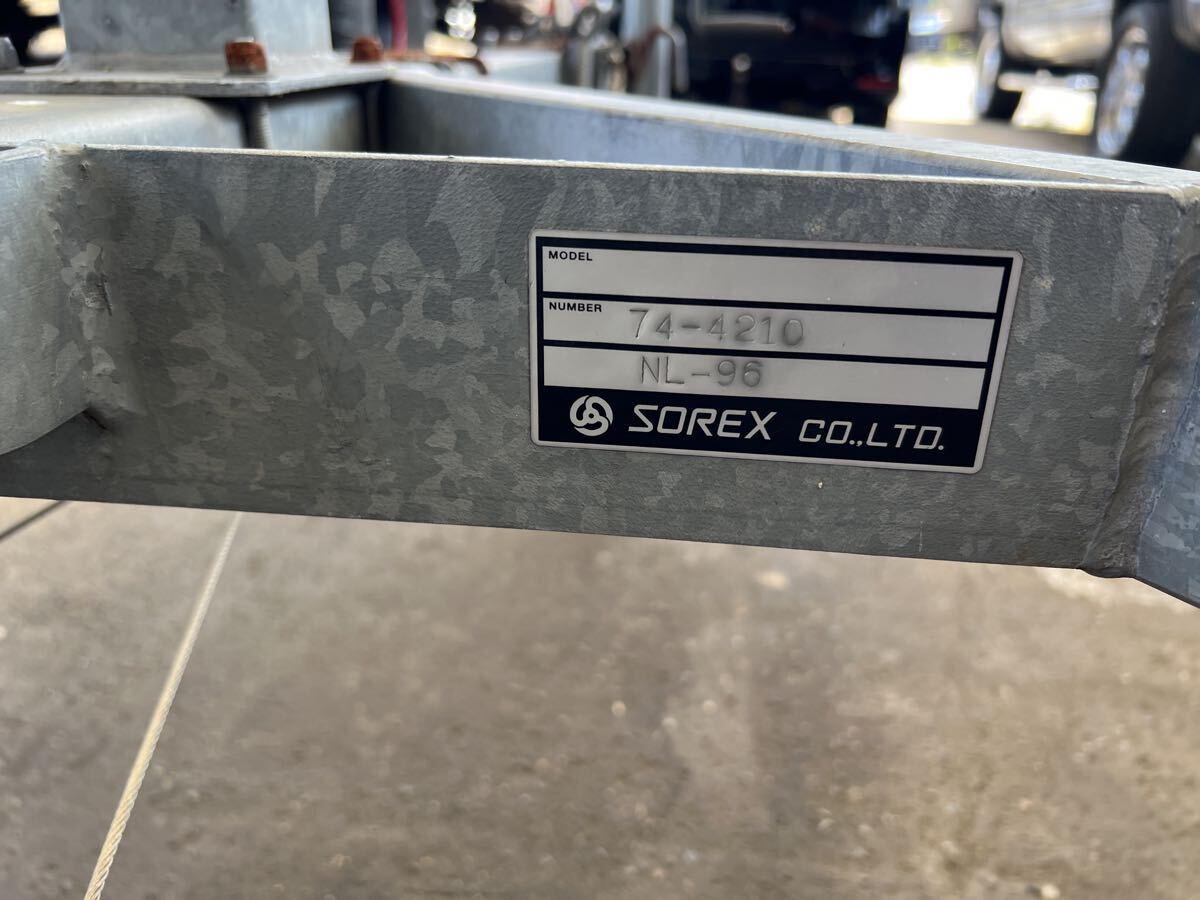 MODEL
NUMBER 74-4210
NL-96
SOREX CO.,LTD.